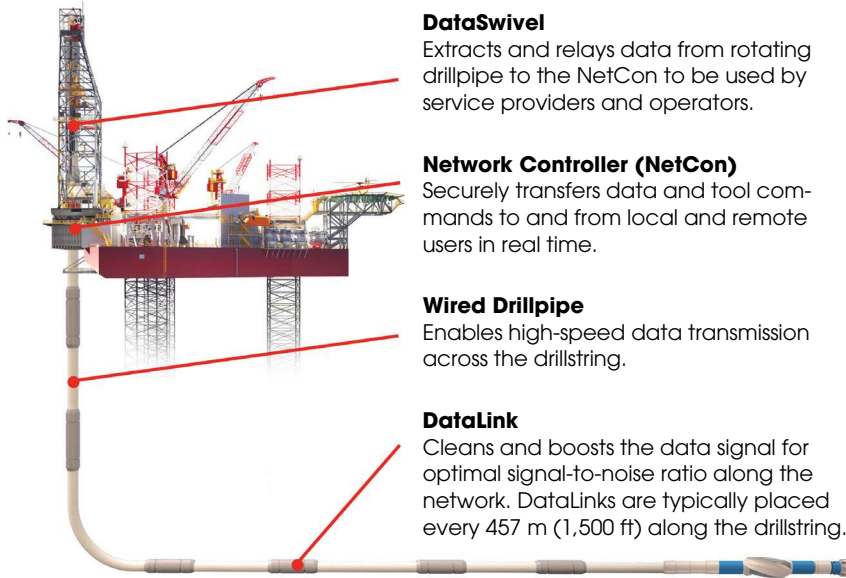 DataSwivel
Extracts and relays data from rotating
drillpipe to the NetCon to be used by
service providers and operators.
Network Controller (NetCon)
Securely transfers data and tool com-
mands to and from local and remote
users in real time.
Wired Drillpipe
Enables high-speed data transmission
across the drillstring.
DataLink
Cleans and boosts the data signal for
optimal signal-to-noise ratio along the
network. DataLinks are typically placed
every 457 m (1,500 ft) along the drillstring.